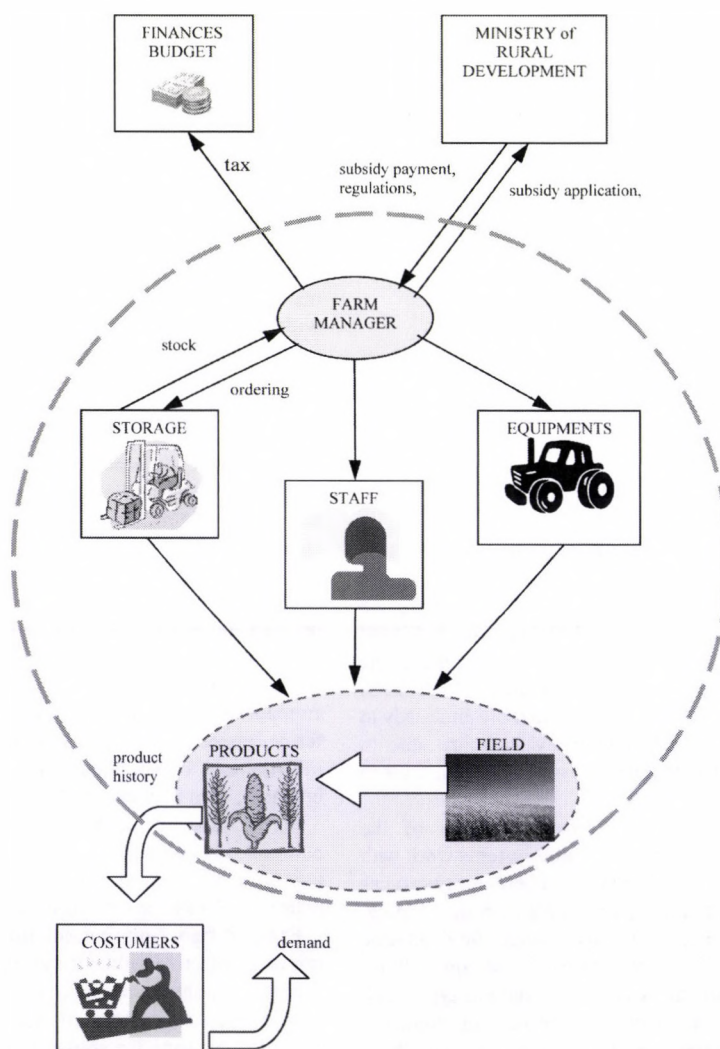 FINANCES
BUDGET
MINISTRY of
RURAL
DEVELOPMENT
tax
subsidy payment,
regulations,
subsidy application,
FARM
MANAGER
stock
ordering
STORAGE
EQUIPMENTS
STAFF
product
history
PRODUCTS
FIELD
COSTUMERS
demand